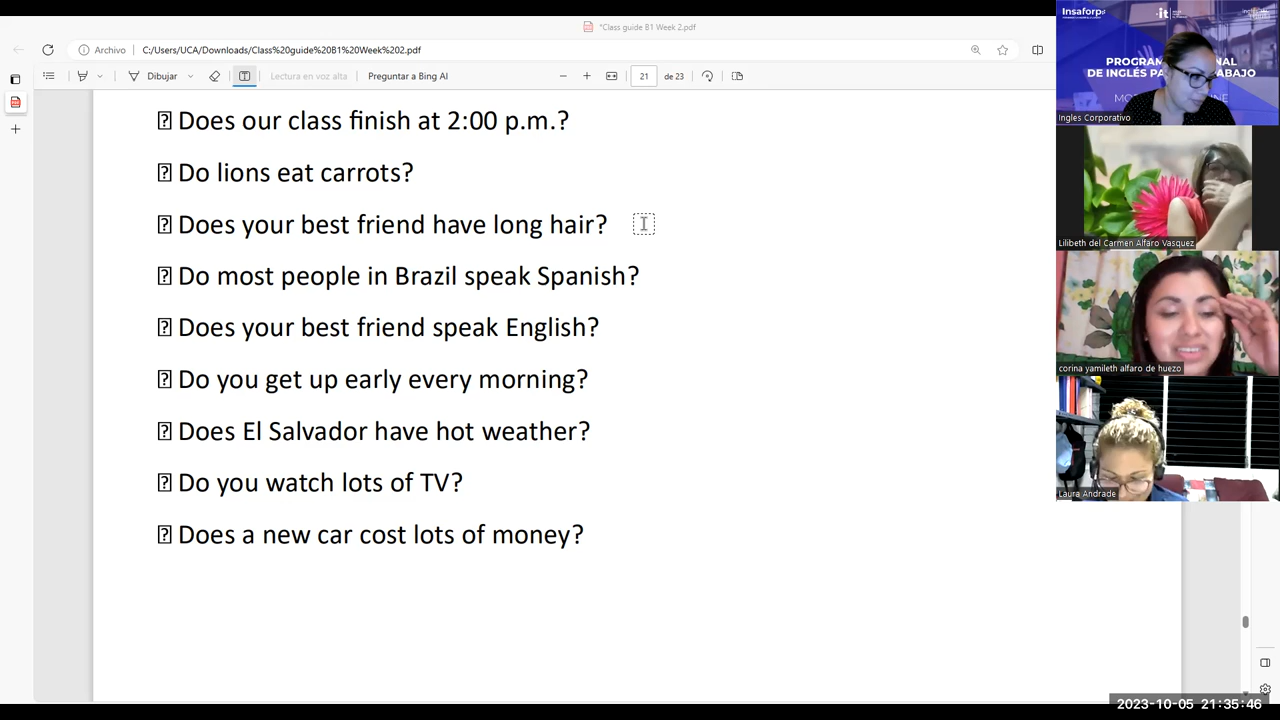 *Class guide B1 Week 2.pdf
Archivo
C:/Users/UCA/Downloads/Class%20guide%20B1%20Week%202.pdf
Dibujar
Lectura en voz alta
Preguntar a Bing AI
21
de 23
Does our class finish at 2:00 p.m.?
Do lions eat carrots?
Does your best friend have long hair?
Do most people in Brazil speak Spanish?
Does your best friend speak English?
Do you get up early every morning?
Does El Salvador have hot weather?
Do you watch lots of TV?
Does a new car cost lots of money?
Insaforp
Ingles Corporativo
Lilibeth del Carmen Alfaro Vasquez
corina yamileth alfaro de huezo
Laura Andrade
2023-10-05 21:35:46